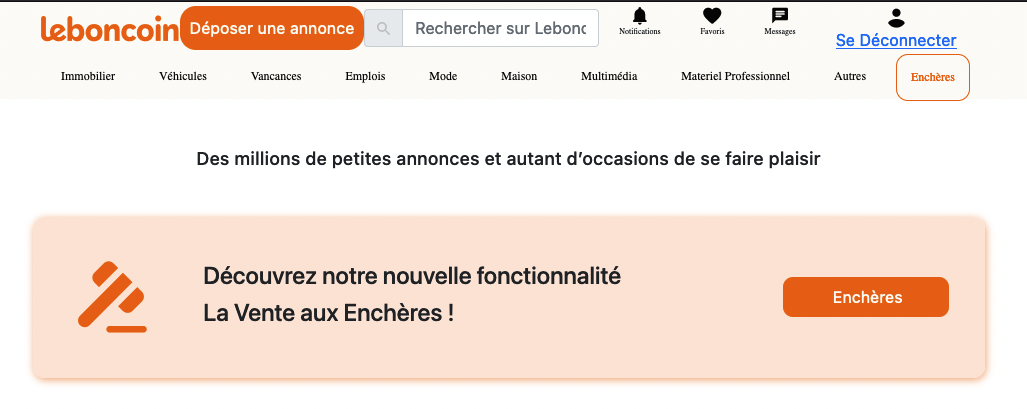 leboncoin
Déposer une annonce
Rechercher sur Lebonc
Notifications
Favoris
Messages
Se Déconnecter
Immobilier
Véhicules
Vancances
Emplois
Mode
Maison
Multimédia
Materiel Professionnel
Autres
Enchères
Des millions de petites annonces et autant d’occasions de se faire plaisir
Découvrez notre nouvelle fonctionnalité
La Vente aux Enchères !
Enchères